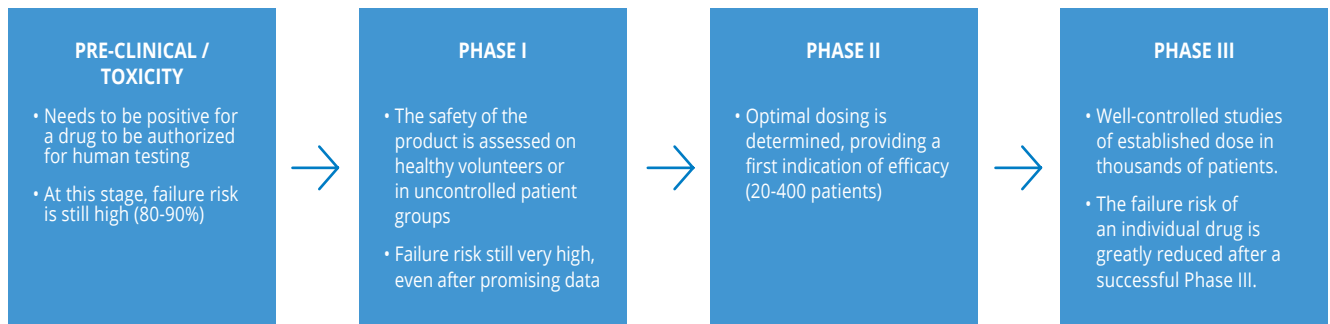 PRE-CLINICAL /
TOXICITY
• Needs to be positive for
a drug to be authorized
for human testing
• At this stage, failure risk
is still high (80-90%)
PHASE I
• The safety of the
product is assessed on
healthy volunteers or
in uncontrolled patient
groups
• Failure risk still very high,
even after promising data
PHASE II
• Optimal dosing is
determined, providing a
first indication of efficacy
(20-400 patients)
PHASE III
• Well-controlled studies
of established dose in
thousands of patients.
• The failure risk of
an individual drug is
greatly reduced after a
successful Phase III.